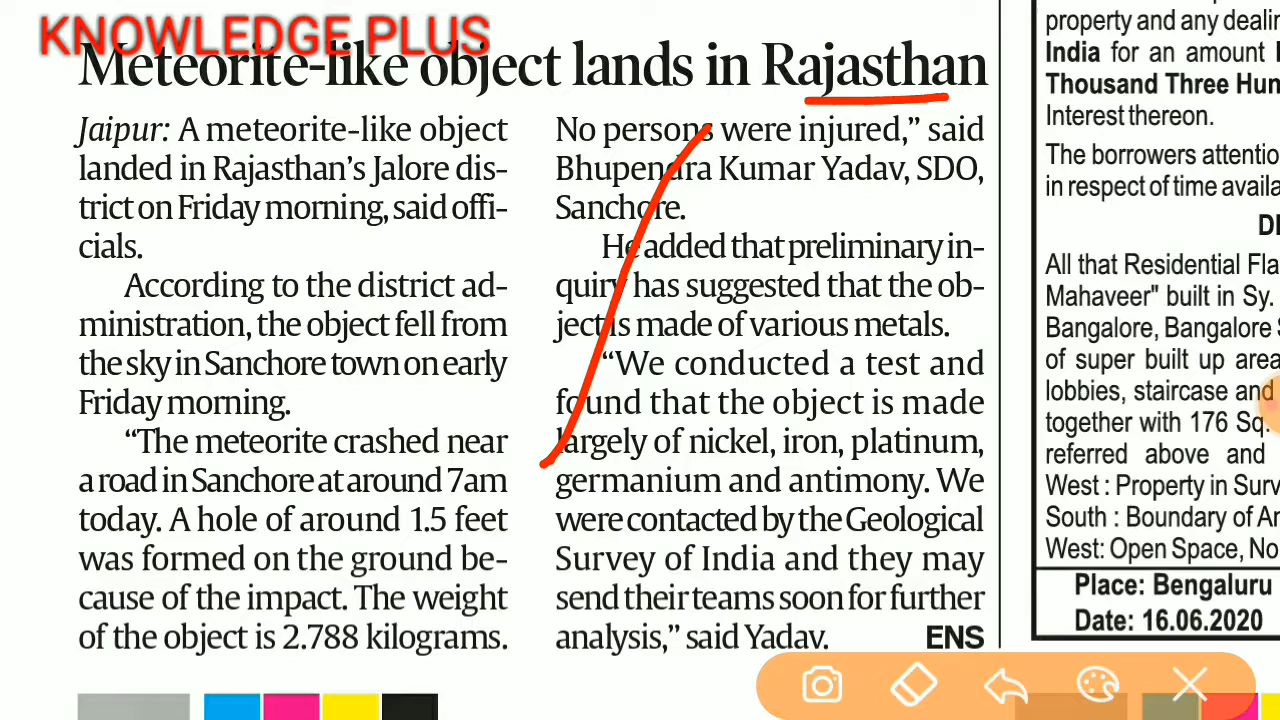 KNOWLEDGE PLUS
Meteorite-like object lands in Rajasthan
Jaipur: A meteorite-like object
landed in Rajasthan’s Jalore dis-
trict on Friday morning, said offi-
cials.
According to the district ad-
ministration, the object fell from
the sky in Sanchore town on early
Friday morning.
“The meteorite crashed near
a road in Sanchore at around 7am
today. A hole of around 1.5 feet
was formed on the ground be-
cause of the impact. The weight
of the object is 2.788 kilograms.
No persons were injured,” said
Bhupendra Kumar Yadav, SDO,
Sanchore.
He added that preliminary in-
quiry has suggested that the ob-
ject is made of various metals.
“We conducted a test and
found that the object is made
largely of nickel, iron, platinum,
germanium and antimony. We
were contacted by the Geological
Survey of India and they may
send their teams soon for further
analysis,” said Yadav.
ENS
property and any
India for an amount
Thousand Three
Interest thereon.
The borrowers
in respect of time
All that Residential
Mahaveer" built in Sy.
Bangalore, Bangalore
of super built up area
lobbies, staircase and
together with 176 Sq.
referred above and
West : Property in
South : Boundary of
West: Open Space,
Place: Bengaluru
Date: 16.06.2020